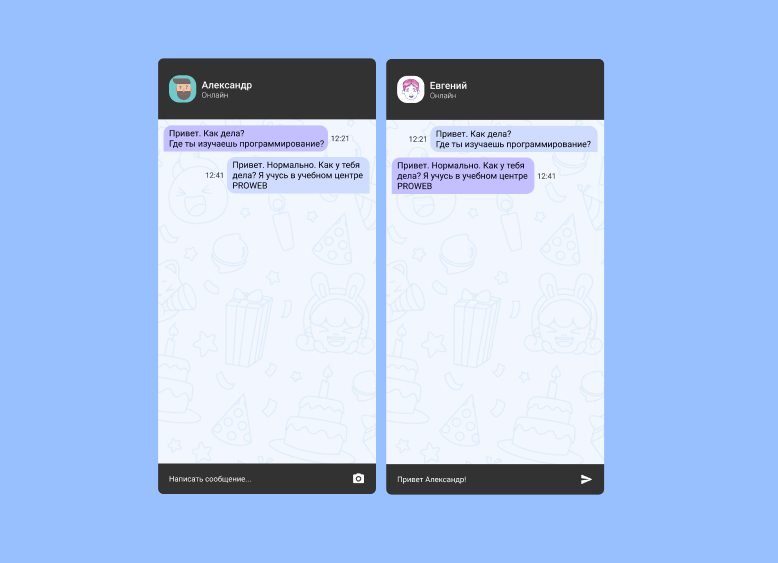 Александр
Онлайн
Привет. Как дела?
Где ты изучаешь программирование?
12:21
Привет. Нормально. Как у тебя
дела? Я учусь в учебном центре
PROWEB
12:41
Написать сообщение...
Евгений
Онлайн
12:21
Привет. Как дела?
Где ты изучаешь программирование?
Привет. Нормально. Как у тебя
дела? Я учусь в учебном центре
PROWEB
12:41
Привет Александр!